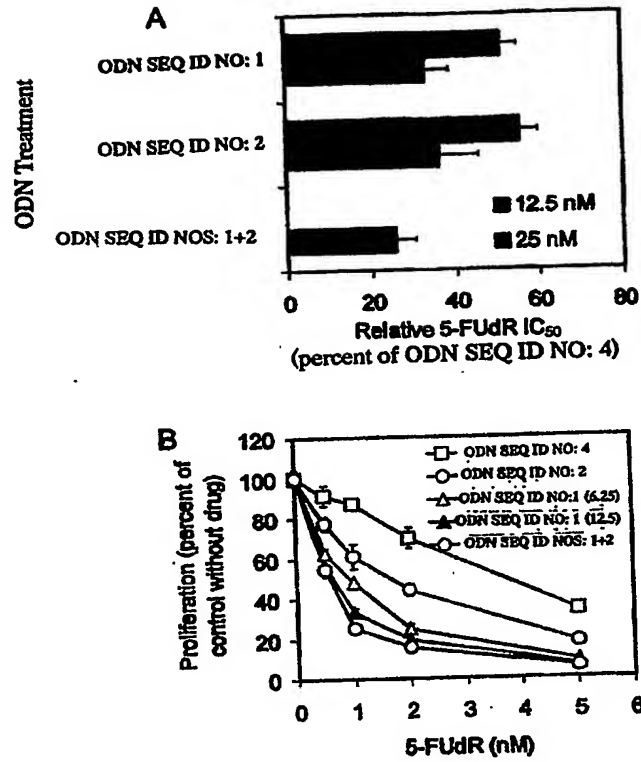 A
ODN Treatment
ODN SEQ ID NO: 1
ODN SEQ ID NO: 2
ODN SEQ ID NOS: 1+2
12.5 nM
25 nM
0 20 40 60 80
Relative 5-FUdR IC50
(percent of ODN SEQ ID NO: 4)
B
Proliferation (percent of
control without drug)
120
100
80
60
40
20
0
ODN SEQ ID NO: 4
ODN SEQ ID NO: 2
ODN SEQ ID NO:1 (6.25)
ODN SEQ ID NO: 1 (12.5)
ODN SEQ ID NOS: 1+2
0 1 2 3 4 5 6
5-FUdR (nM)